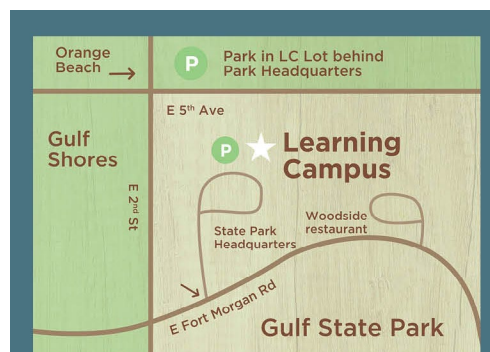 Orange
Beach
P
Park in LC Lot behind
Park Headquarters
E 5th Ave
Gulf
Shores
P
Learning
Campus
E 2nd St
State Park
Headquarters
Woodside
restaurant
E Fort Morgan Rd
Gulf State Park